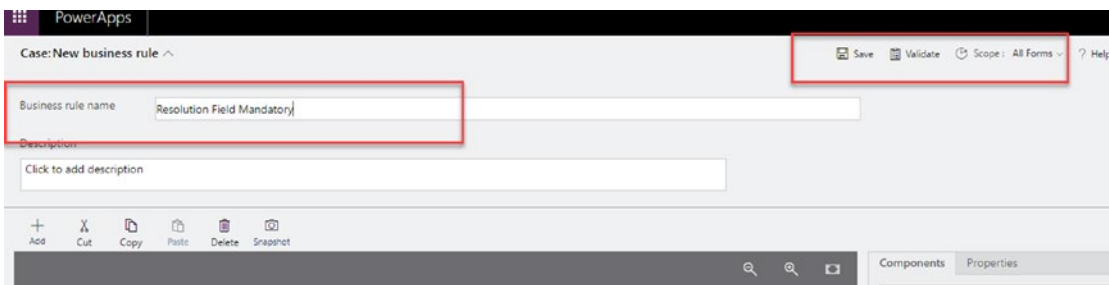 PowerApps
Case: New business rule
Save Validate Scope : All Forms ? Help
Business rule name
Resolution Field Mandatory
Description
Click to add description
Add Cut Copy Paste Delete Snapshot
Components Properties